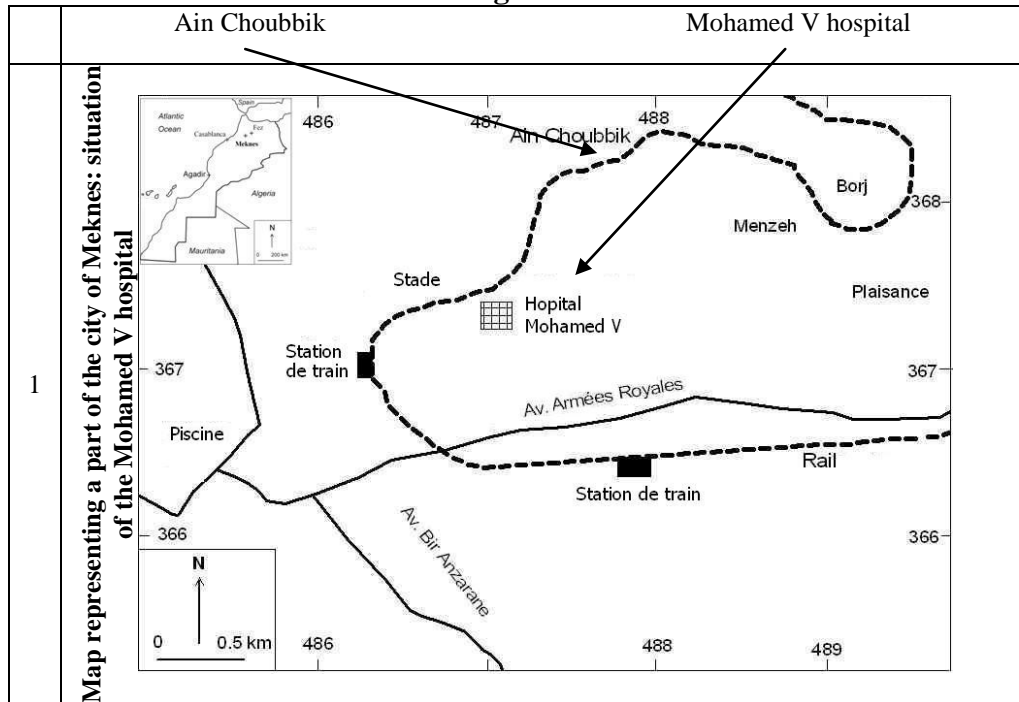 Ain Choubbik
Mohamed V hospital
1
Map representing a part of the city of Meknes: situation
of the Mohamed V hospital
Spain
Atlantic
Ocean
Casablanca
Fez
Meknes
Agadir
Algeria
Mauritania
N
0 200 km
486
487
488
Ain Choubbik
Borj
368
Menzeh
Stade
Plaisance
Hopital
Mohamed V
Station
de train
367
367
Av. Armées Royales
Piscine
Rail
Station de train
366
366
Av. Bir Anzarane
N
0 0.5 km
486
488
489